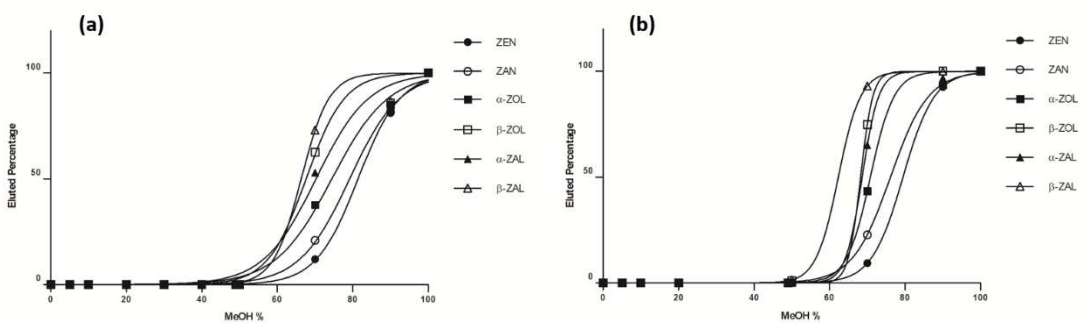 (a)
ZEN
ZAN
α-ZOL
β-ZOL
α-ZAL
β-ZAL
Eluted Percentage
100
50
0
0 20 40 60 80 100
MeOH %
(b)
ZEN
ZAN
α-ZOL
β-ZOL
α-ZAL
β-ZAL
Eluted Percentage
100
50
0
0 20 40 60 80 100
MeOH %